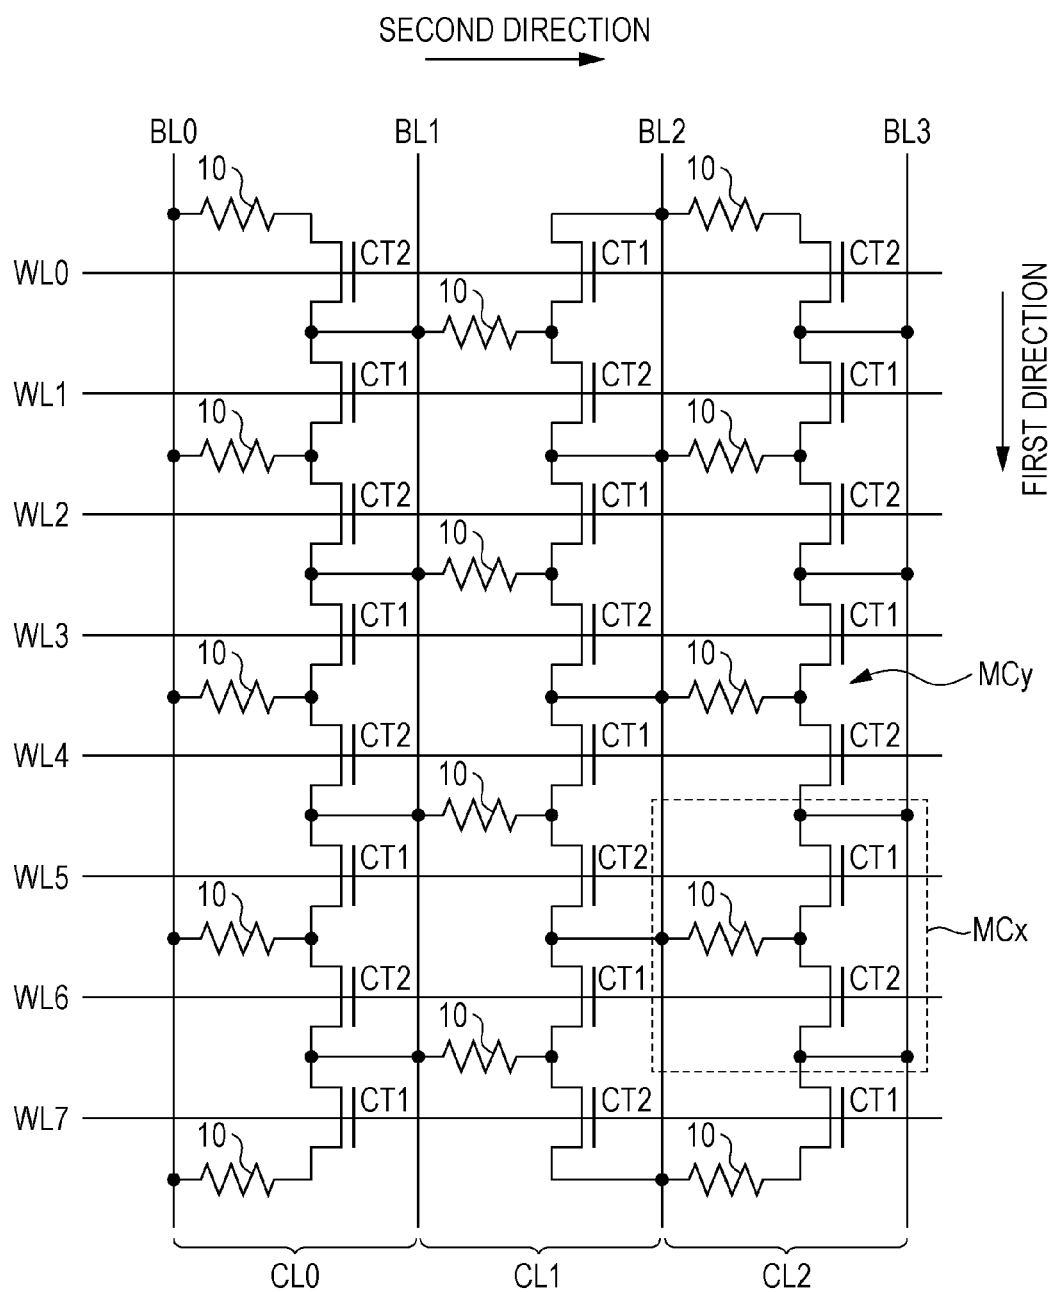 SECOND DIRECTION
BL0 BL1 BL2 BL3
10 10
CT2 CT1 CT2
WL0
10
FIRST DIRECTION
CT1 CT2 CT1
WL1
10 10
CT2 CT1 CT2
WL2
10
CT1 CT2 CT1
WL3
10 10
MCy
CT2 CT1 CT2
WL4
10
CT1 CT2 CT1
WL5
10 10
MCx
CT2 CT1 CT2
WL6
10
CT1 CT2 CT1
WL7
10 10
CL0 CL1 CL2